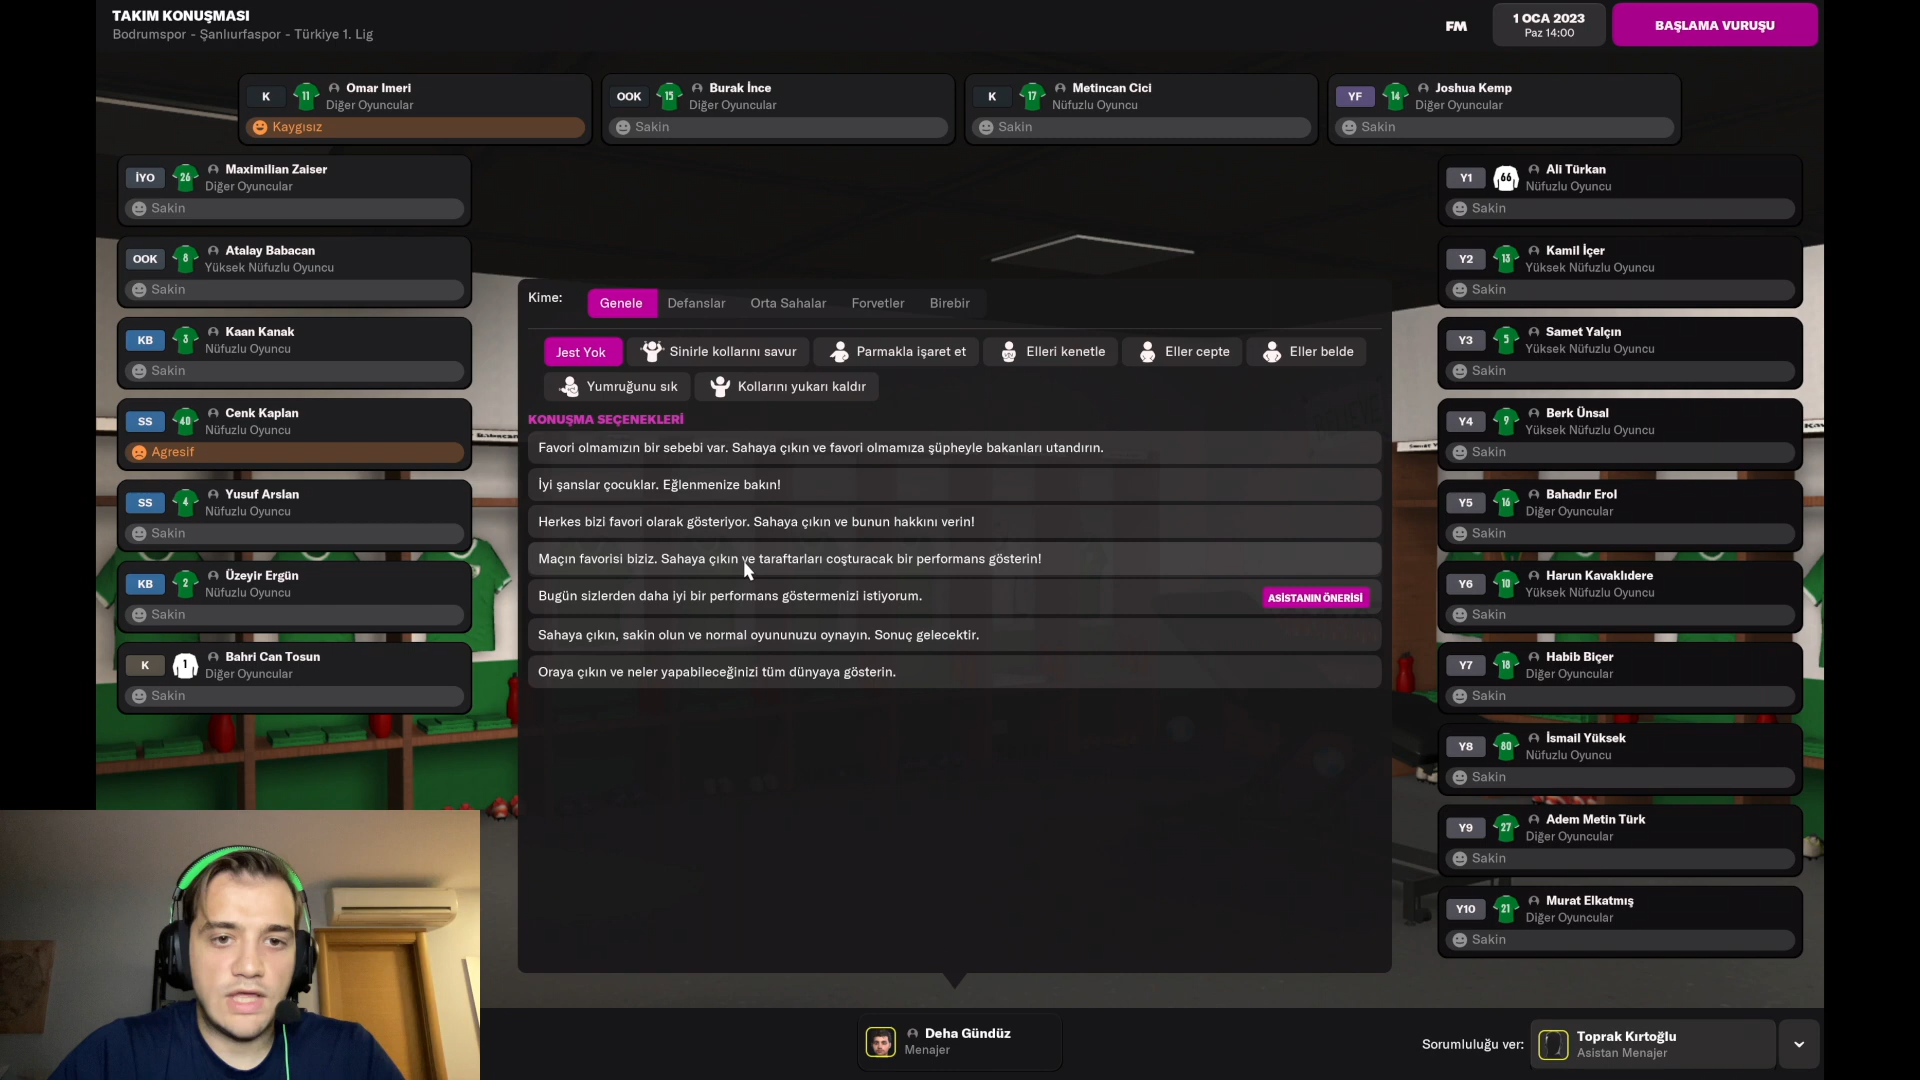 TAKIM KONUŞMASI
Bodrumspor - Şanlıurfaspor - Türkiye 1. Lig
FM
1 OCA 2023
Paz 14:00
BAŞLAMA VURUŞU
K 11 Omar Imeri
Diğer Oyuncular
Kaygısız
OOK 15 Burak İnce
Diğer Oyuncular
Sakin
K 17 Metincan Cici
Nüfuzlu Oyuncu
Sakin
YF 14 Joshua Kemp
Diğer Oyuncular
Sakin
İYO 26 Maximilian Zaiser
Diğer Oyuncular
Sakin
OOK 8 Atalay Babacan
Yüksek Nüfuzlu Oyuncu
Sakin
KB 3 Kaan Kanak
Nüfuzlu Oyuncu
Sakin
SS 40 Cenk Kaplan
Nüfuzlu Oyuncu
Agresif
SS 4 Yusuf Arslan
Nüfuzlu Oyuncu
Sakin
KB 2 Üzeyir Ergün
Nüfuzlu Oyuncu
Sakin
K 1 Bahri Can Tosun
Diğer Oyuncular
Sakin
Kime: Genele Defanslar Orta Sahalar Forvetler Birebir
Jest Yok Sinirle kollarını savur Parmakla işaret et Elleri kenetle Eller cepte Eller belde
Yumruğunu sık Kollarını yukarı kaldır
KONUŞMA SEÇENEKLERİ
Favori olmamızın bir sebebi var. Sahaya çıkın ve favori olmamıza şüpheyle bakanları utandırın.
İyi şanslar çocuklar. Eğlenmenize bakın!
Herkes bizi favori olarak gösteriyor. Sahaya çıkın ve bunun hakkını verin!
Maçın favorisi biziz. Sahaya çıkın ve taraftarları coşturacak bir performans gösterin!
Bugün sizlerden daha iyi bir performans göstermenizi istiyorum. ASİSTANIN ÖNERİSİ
Sahaya çıkın, sakin olun ve normal oyununuzu oynayın. Sonuç gelecektir.
Oraya çıkın ve neler yapabileceğinizi tüm dünyaya gösterin.
Y1 66 Ali Türkan
Nüfuzlu Oyuncu
Sakin
Y2 13 Kamil İçer
Yüksek Nüfuzlu Oyuncu
Sakin
Y3 5 Samet Yalçın
Yüksek Nüfuzlu Oyuncu
Sakin
Y4 9 Berk Ünsal
Yüksek Nüfuzlu Oyuncu
Sakin
Y5 16 Bahadır Erol
Diğer Oyuncular
Sakin
Y6 10 Harun Kavaklıdere
Yüksek Nüfuzlu Oyuncu
Sakin
Y7 18 Habib Biçer
Diğer Oyuncular
Sakin
Y8 80 İsmail Yüksek
Nüfuzlu Oyuncu
Sakin
Y9 27 Adem Metin Türk
Diğer Oyuncular
Sakin
Y10 21 Murat Elkatmış
Diğer Oyuncular
Sakin
Deha Gündüz
Menajer
Sorumluluğu ver: Toprak Kırtoğlu
Asistan Menajer